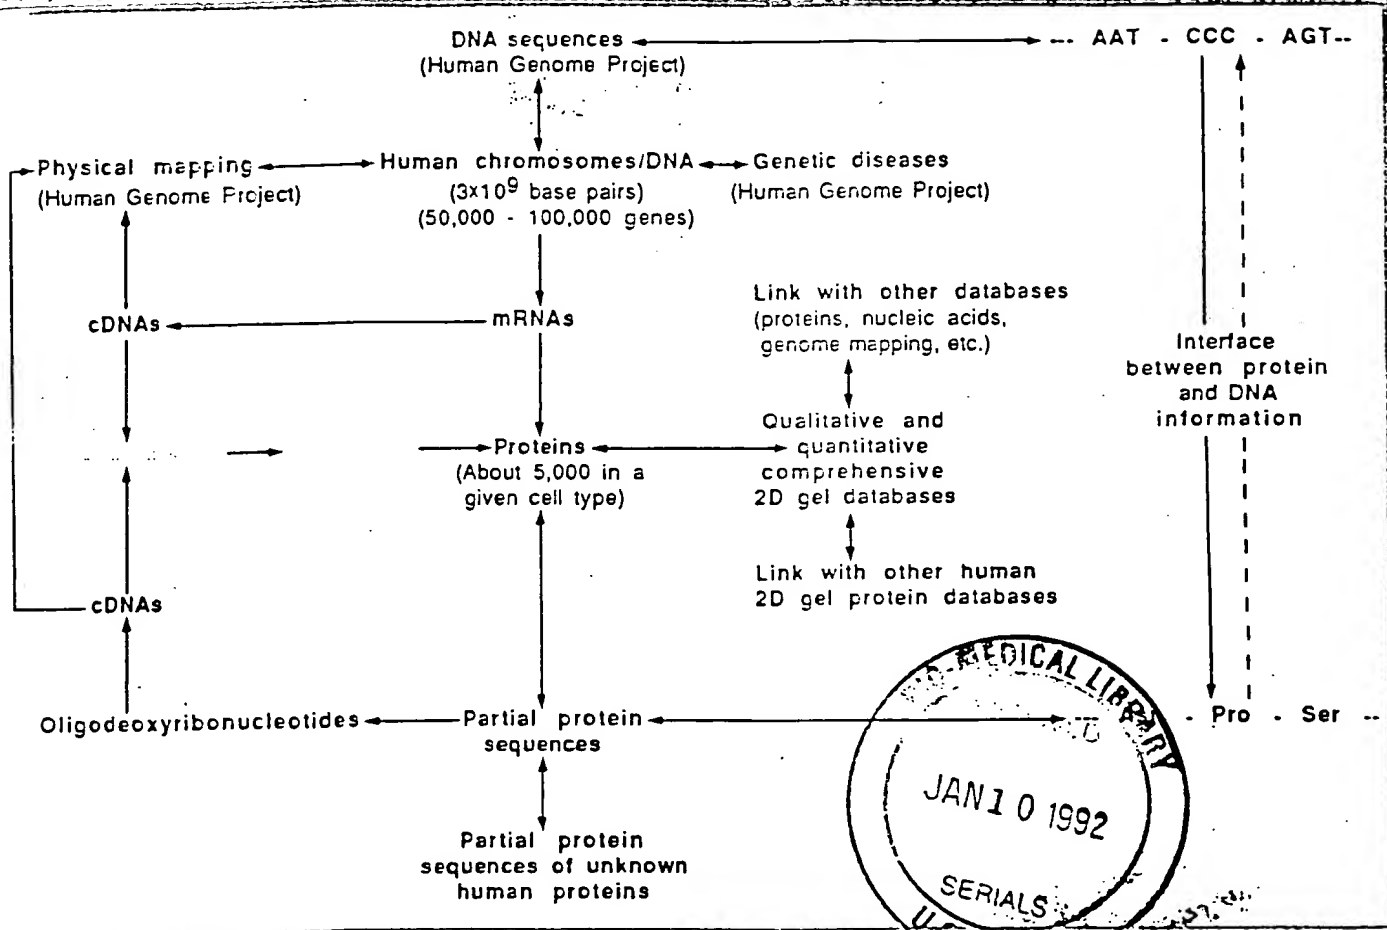 DNA sequences
(Human Genome Project)
--- AAT - CCC - AGT--
Physical mapping
(Human Genome Project)
Human chromosomes/DNA
(3x10⁹ base pairs)
(50,000 - 100,000 genes)
Genetic diseases
(Human Genome Project)
cDNAs
mRNAs
Link with other databases
(proteins, nucleic acids,
genome mapping, etc.)
Interface
between protein
and DNA
information
Proteins
(About 5,000 in a
given cell type)
Qualitative and
quantitative
comprehensive
2D gel databases
Link with other human
2D gel protein databases
cDNAs
Oligodeoxyribonucleotides
Partial protein
sequences
- Pro - Ser --
Partial protein
sequences of unknown
human proteins
BIO-MEDICAL LIBRARY
JAN 10 1992
SERIALS